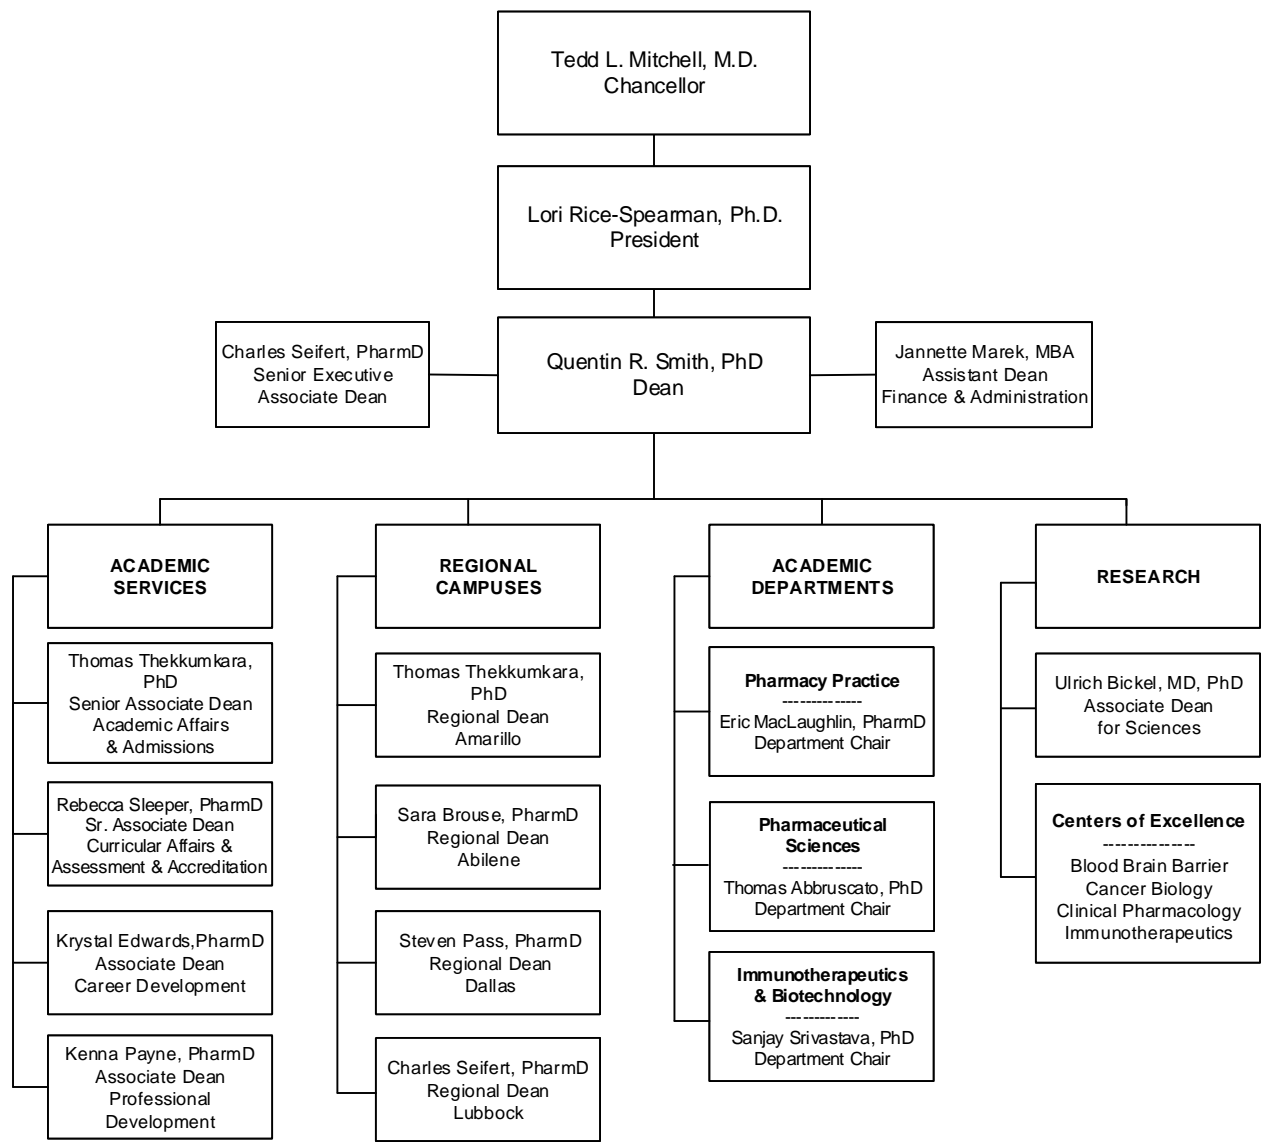 Tedd L. Mitchell, M.D.
Chancellor
Lori Rice-Spearman, Ph.D.
President
Charles Seifert, PharmD
Senior Executive
Associate Dean
Quentin R. Smith, PhD
Dean
Jannette Marek, MBA
Assistant Dean
Finance & Administration
ACADEMIC
SERVICES
Thomas Thekkumkara,
PhD
Senior Associate Dean
Academic Affairs
& Admissions
Rebecca Sleeper, PharmD
Sr. Associate Dean
Curricular Affairs &
Assessment & Accreditation
Krystal Edwards,PharmD
Associate Dean
Career Development
Kenna Payne, PharmD
Associate Dean
Professional
Development
REGIONAL
CAMPUSES
Thomas Thekkumkara,
PhD
Regional Dean
Amarillo
Sara Brouse, PharmD
Regional Dean
Abilene
Steven Pass, PharmD
Regional Dean
Dallas
Charles Seifert, PharmD
Regional Dean
Lubbock
ACADEMIC
DEPARTMENTS
Pharmacy Practice
--------------
Eric MacLaughlin, PharmD
Department Chair
Pharmaceutical
Sciences
--------------
Thomas Abbruscato, PhD
Department Chair
Immunotherapeutics
& Biotechnology
-------------
Sanjay Srivastava, PhD
Department Chair
RESEARCH
Ulrich Bickel, MD, PhD
Associate Dean
for Sciences
Centers of Excellence
---------------
Blood Brain Barrier
Cancer Biology
Clinical Pharmacology
Immunotherapeutics